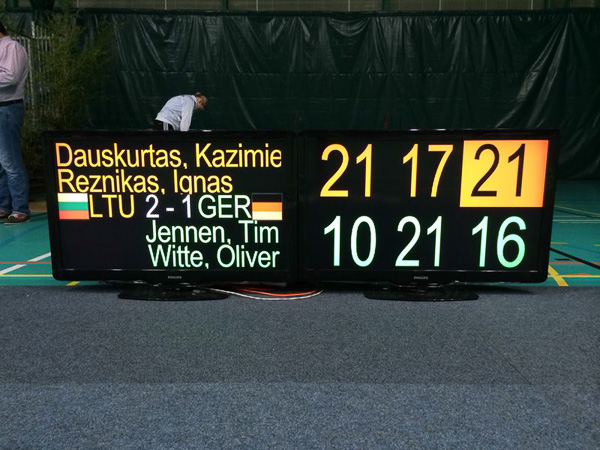 Dauskurtas, Kazimie
Reznikas, Ignas
LTU 2 - 1 GER
Jennen, Tim
Witte, Oliver
21 17 21
10 21 16
PHILIPS
PHILIPS